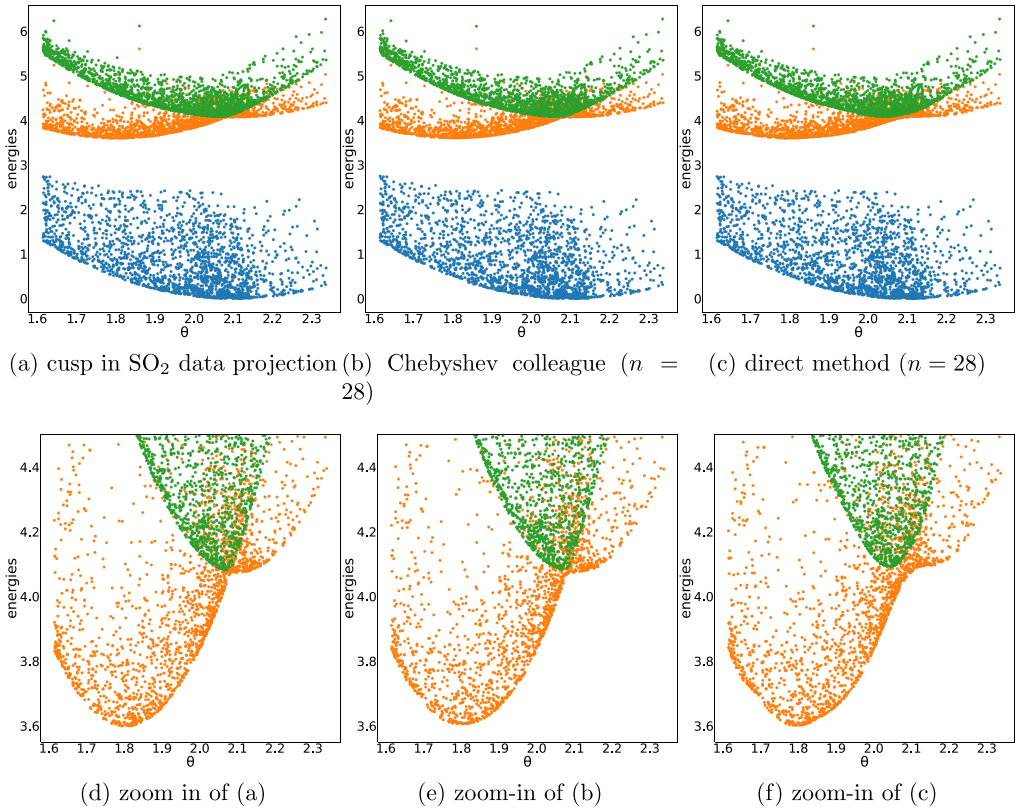 6
5
4
3
2
1
0
energies
1.6 1.7 1.8 1.9 2.0 2.1 2.2 2.3
θ
6
5
4
3
2
1
0
energies
1.6 1.7 1.8 1.9 2.0 2.1 2.2 2.3
θ
6
5
4
3
2
1
0
energies
1.6 1.7 1.8 1.9 2.0 2.1 2.2 2.3
θ
(a) cusp in SO₂ data projection
(b) Chebyshev colleague (n =
28)
(c) direct method (n = 28)
4.4
4.2
4.0
3.8
3.6
energies
1.6 1.7 1.8 1.9 2.0 2.1 2.2 2.3
θ
4.4
4.2
4.0
3.8
3.6
energies
1.6 1.7 1.8 1.9 2.0 2.1 2.2 2.3
θ
4.4
4.2
4.0
3.8
3.6
energies
1.6 1.7 1.8 1.9 2.0 2.1 2.2 2.3
θ
(d) zoom in of (a)
(e) zoom-in of (b)
(f) zoom-in of (c)